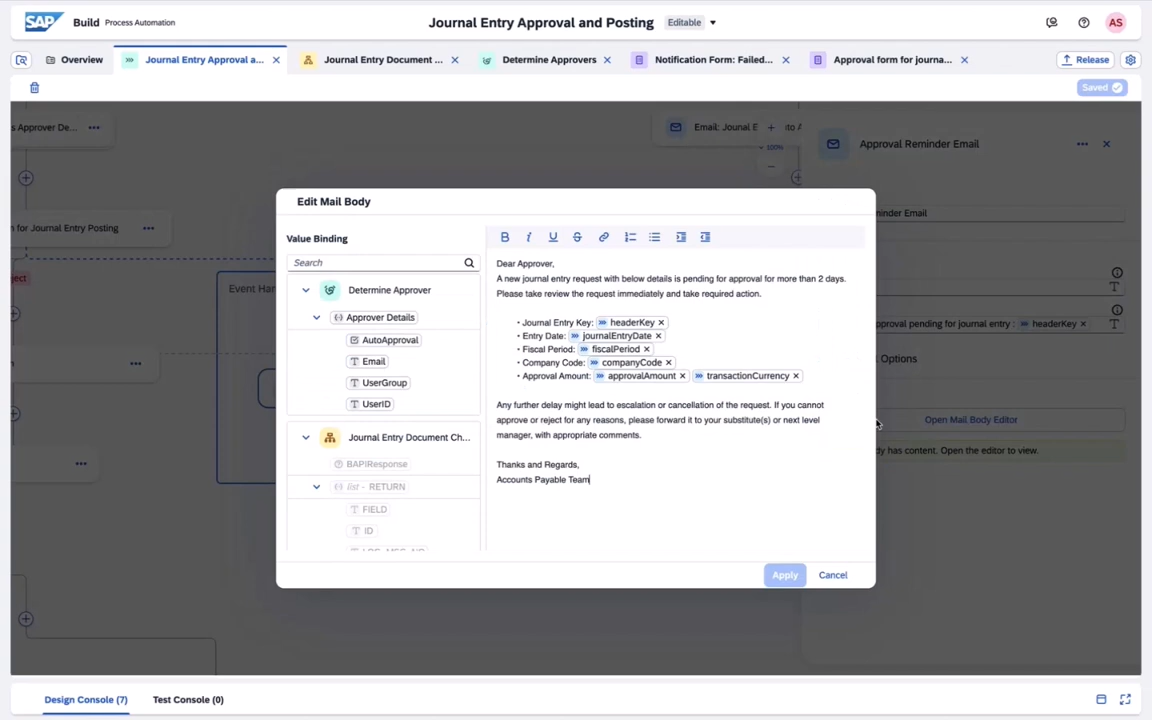 SAP Build Process Automation
Journal Entry Approval and Posting Editable
AS
Overview
Journal Entry Approval a...
Journal Entry Document ...
Determine Approvers
Notification Form: Failed...
Approval form for journa...
Release
Saved
s Approver De...
Email: Jounal E
to A
100%
Approval Reminder Email
Edit Mail Body
Value Binding
Search
Determine Approver
Approver Details
AutoApproval
Email
UserGroup
UserID
Journal Entry Document Ch...
BAPIResponse
list - RETURN
FIELD
ID
Dear Approver,
A new journal entry request with below details is pending for approval for more than 2 days.
Please take review the request immediately and take required action.
• Journal Entry Key: headerKey
• Entry Date: journalEntryDate
• Fiscal Period: fiscalPeriod
• Company Code: companyCode
• Approval Amount: approvalAmount transactionCurrency
Any further delay might lead to escalation or cancellation of the request. If you cannot
approve or reject for any reasons, please forward it to your substitute(s) or next level
manager, with appropriate comments.
Thanks and Regards,
Accounts Payable Team
Apply
Cancel
n for Journal Entry Posting
ject
Event Har
minder Email
pproval pending for journal entry : headerKey
l Options
Open Mail Body Editor
dy has content. Open the editor to view.
Design Console (7)
Test Console (0)